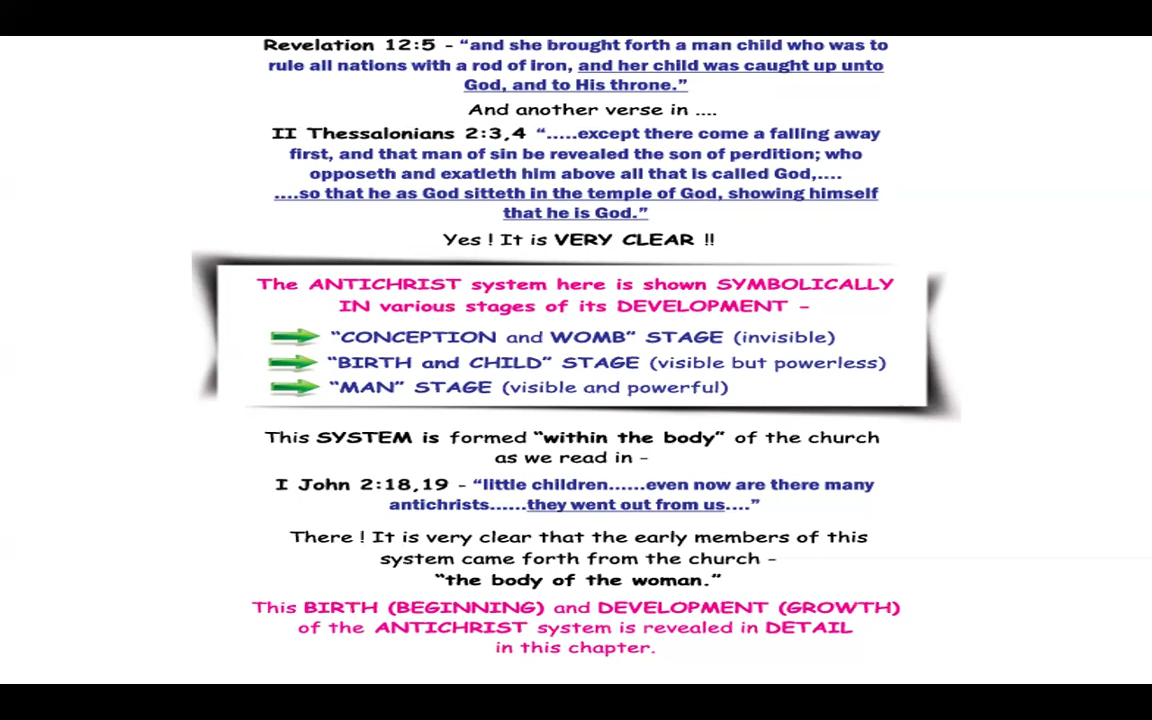 Revelation 12:5 - “and she brought forth a man child who was to
rule all nations with a rod of iron, and her child was caught up unto
God, and to His throne.”
And another verse in ....
II Thessalonians 2:3,4 “.....except there come a falling away
first, and that man of sin be revealed the son of perdition; who
opposeth and exatleth him above all that is called God,....
....so that he as God sitteth in the temple of God, showing himself
that he is God.”
Yes ! It is VERY CLEAR !!
The ANTICHRIST system here is shown SYMBOLICALLY
IN various stages of its DEVELOPMENT -
“CONCEPTION and WOMB” STAGE (invisible)
“BIRTH and CHILD” STAGE (visible but powerless)
“MAN” STAGE (visible and powerful)
This SYSTEM is formed “within the body” of the church
as we read in -
I John 2:18,19 - “little children......even now are there many
antichrists......they went out from us....”
There ! It is very clear that the early members of this
system came forth from the church -
“the body of the woman.”
This BIRTH (BEGINNING) and DEVELOPMENT (GROWTH)
of the ANTICHRIST system is revealed in DETAIL
in this chapter.